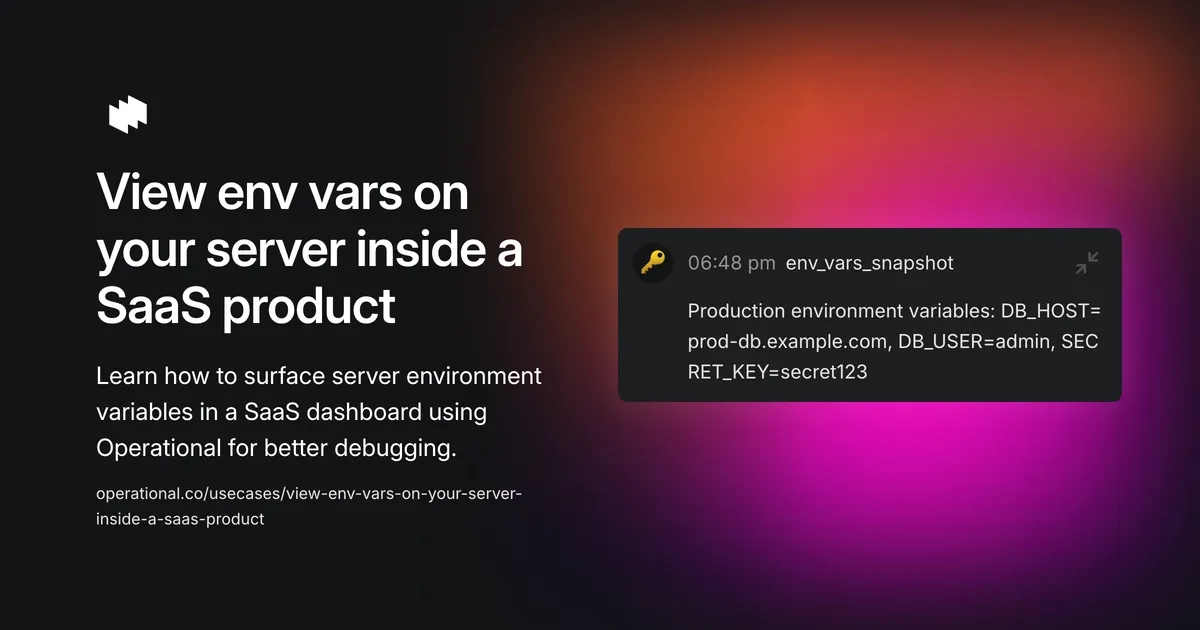 View env vars on
your server inside a
SaaS product
Learn how to surface server environment
variables in a SaaS dashboard using
Operational for better debugging.
operational.co/usecases/view-env-vars-on-your-server-
inside-a-saas-product
06:48 pm env_vars_snapshot
Production environment variables: DB_HOST=
prod-db.example.com, DB_USER=admin, SEC
RET_KEY=secret123